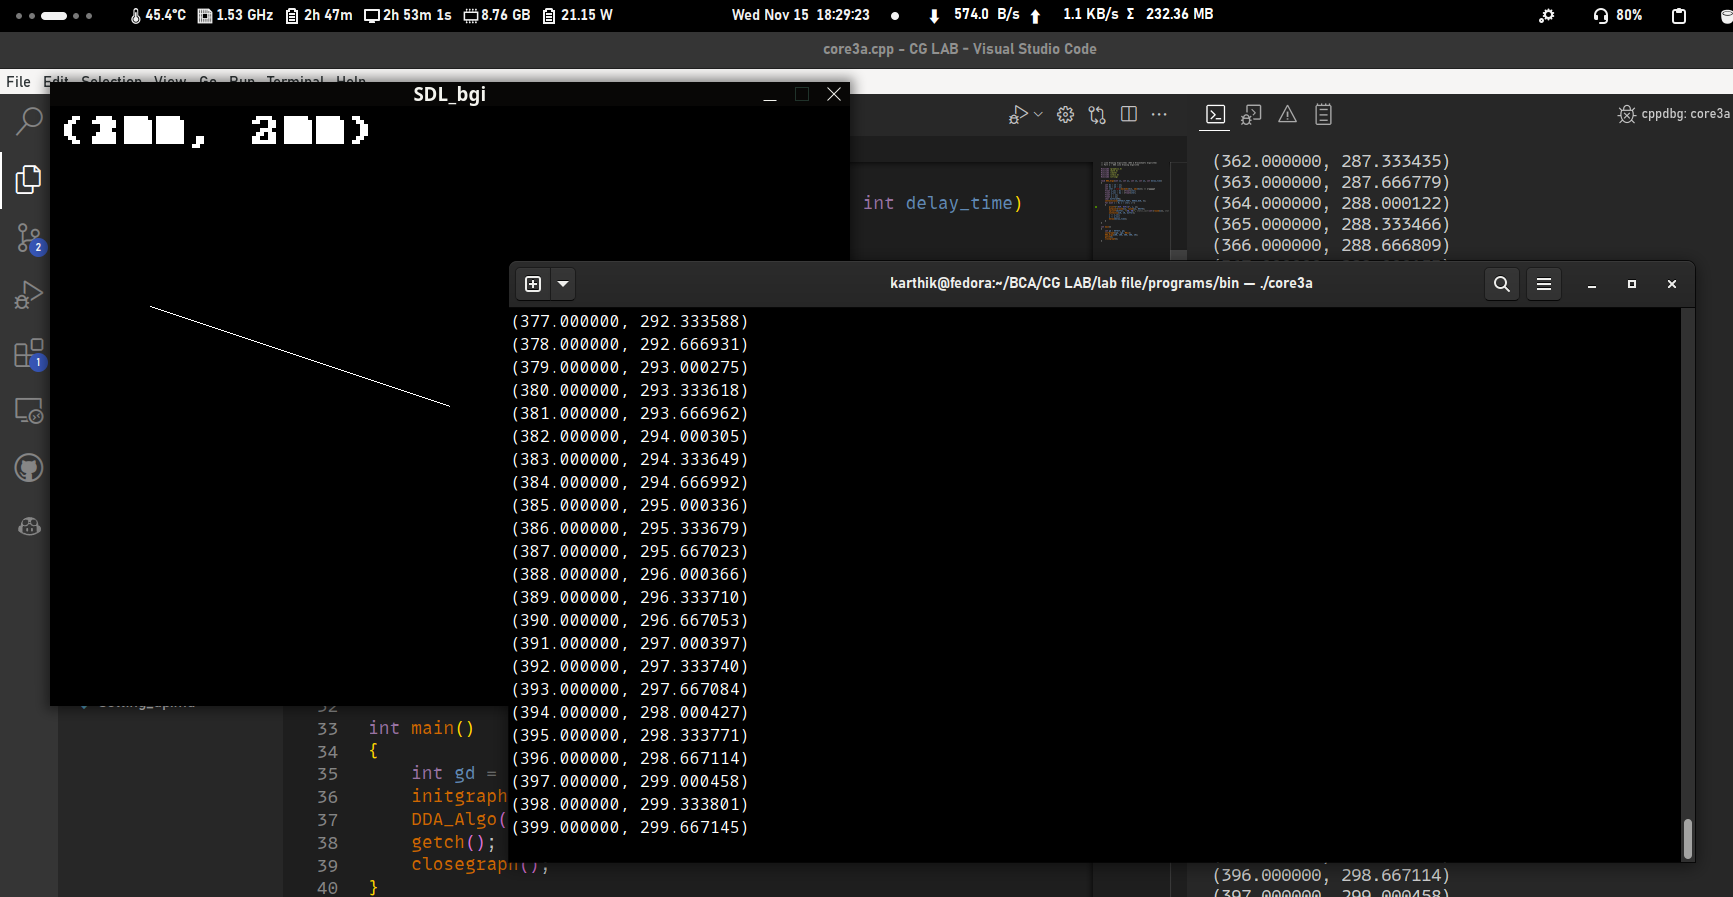 45.4°C 1.53 GHz 2h 47m 2h 53m 1s 8.76 GB 21.15 W Wed Nov 15 18:29:23 574.0 B/s 1.1 KB/s Σ 232.36 MB 80%
core3a.cpp - CG LAB - Visual Studio Code
File Edit Selection View Go Run Terminal Help
SDL_bgi
cppdbg: core3a
(362.000000, 287.333435)
(363.000000, 287.666779)
(364.000000, 288.000122)
(365.000000, 288.333466)
(366.000000, 288.666809)
int delay_time)
2
1
karthik@fedora:~/BCA/CG LAB/lab file/programs/bin — ./core3a
(377.000000, 292.333588)
(378.000000, 292.666931)
(379.000000, 293.000275)
(380.000000, 293.333618)
(381.000000, 293.666962)
(382.000000, 294.000305)
(383.000000, 294.333649)
(384.000000, 294.666992)
(385.000000, 295.000336)
(386.000000, 295.333679)
(387.000000, 295.667023)
(388.000000, 296.000366)
(389.000000, 296.333710)
(390.000000, 296.667053)
(391.000000, 297.000397)
(392.000000, 297.333740)
(393.000000, 297.667084)
(394.000000, 298.000427)
(395.000000, 298.333771)
(396.000000, 298.667114)
(397.000000, 299.000458)
(398.000000, 299.333801)
(399.000000, 299.667145)
32
33 int main()
34 {
35 int gd =
36 initgraph
37 DDA_Algo(
38 getch();
39 closegraph();
40 }
(396.000000, 298.667114)
(397.000000, 299.000458)